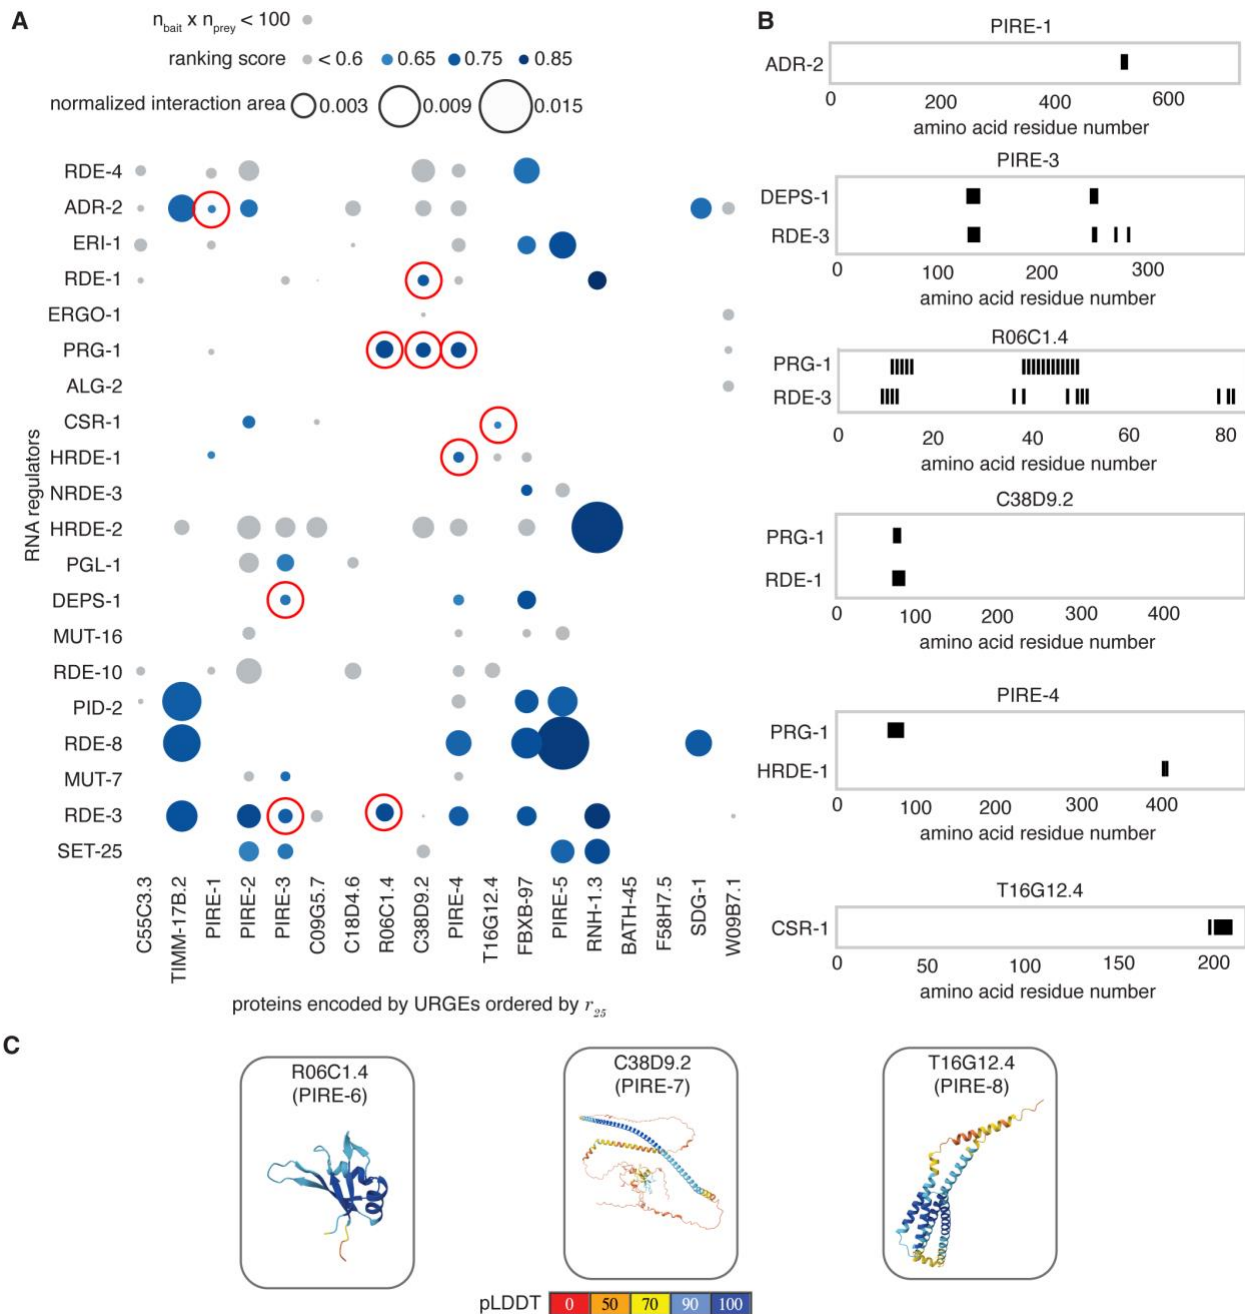 A
n_bait x n_prey < 100
ranking score < 0.6 0.65 0.75 0.85
normalized interaction area 0.003 0.009 0.015
RNA regulators
RDE-4
ADR-2
ERI-1
RDE-1
ERGO-1
PRG-1
ALG-2
CSR-1
HRDE-1
NRDE-3
HRDE-2
PGL-1
DEPS-1
MUT-16
RDE-10
PID-2
RDE-8
MUT-7
RDE-3
SET-25
C55C3.3
TIMM-17B.2
PIRE-1
PIRE-2
PIRE-3
C09G5.7
C18D4.6
R06C1.4
C38D9.2
PIRE-4
T16G12.4
FBXB-97
PIRE-5
RNH-1.3
BATH-45
F58H7.5
SDG-1
W09B7.1
proteins encoded by URGEs ordered by r_25
B
PIRE-1
ADR-2
0 200 400 600
amino acid residue number
PIRE-3
DEPS-1
RDE-3
0 100 200 300
amino acid residue number
R06C1.4
PRG-1
RDE-3
0 20 40 60 80
amino acid residue number
C38D9.2
PRG-1
RDE-1
0 100 200 300 400
amino acid residue number
PIRE-4
PRG-1
HRDE-1
0 100 200 300 400
amino acid residue number
T16G12.4
CSR-1
0 50 100 150 200
amino acid residue number
C
R06C1.4
(PIRE-6)
C38D9.2
(PIRE-7)
T16G12.4
(PIRE-8)
pLDDT 0 50 70 90 100